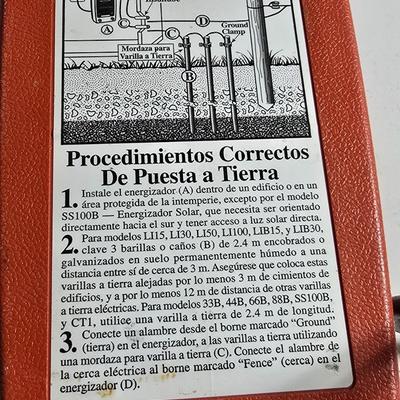 A
C
D
Ground
Clamp
Mordaza para
Varilla a Tierra
C
B
Procedimientos Correctos
De Puesta a Tierra
1. Instale el energizador (A) dentro de un edificio o en un
área protegida de la intemperie, excepto por el modelo
SS100B — Energizador Solar, que necesita ser orientado
directamente hacia el sur y tener acceso a luz solar directa.
2. Para modelos LI15, LI30, LI50, LI100, LIB15, y LIB30,
clave 3 barillas o caños (B) de 2.4 m encobrados o
galvanizados en suelo permanentemente húmedo a una
distancia entre sí de cerca de 3 m. Asegúrese que coloca estas
varillas a tierra alejadas por lo menos 3 m de cimientos de
edificios, y a por lo menos 12 m de distancia de otras varillas
a tierra eléctricas. Para modelos 33B, 44B, 66B, 88B, SS100B,
y CT1, utilice una varilla a tierra de 2.4 m de longitud.
3. Conecte un alambre desde el borne marcado "Ground"
(tierra) en el energizador, a las varillas a tierra utilizando
una mordaza para varilla a tierra (C). Conecte el alambre de
la cerca eléctrica al borne marcado "Fence" (cerca) en el
energizador (D).